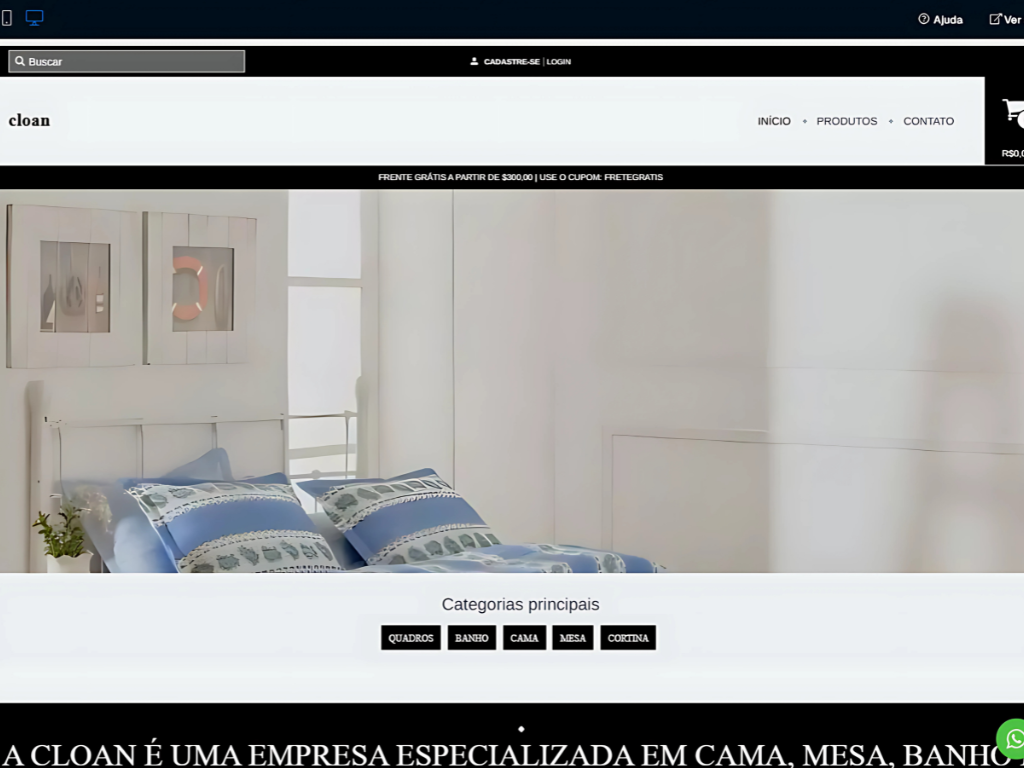 Ajuda
Ver
Buscar
CADASTRE-SE | LOGIN
cloan
INÍCIO
PRODUTOS
CONTATO
FRENTE GRÁTIS A PARTIR DE $300,00 | USE O CUPOM: FRETEGRATIS
Categorias principais
QUADROS
BANHO
CAMA
MESA
CORTINA
A CLOAN É UMA EMPRESA ESPECIALIZADA EM CAMA, MESA, BANHO